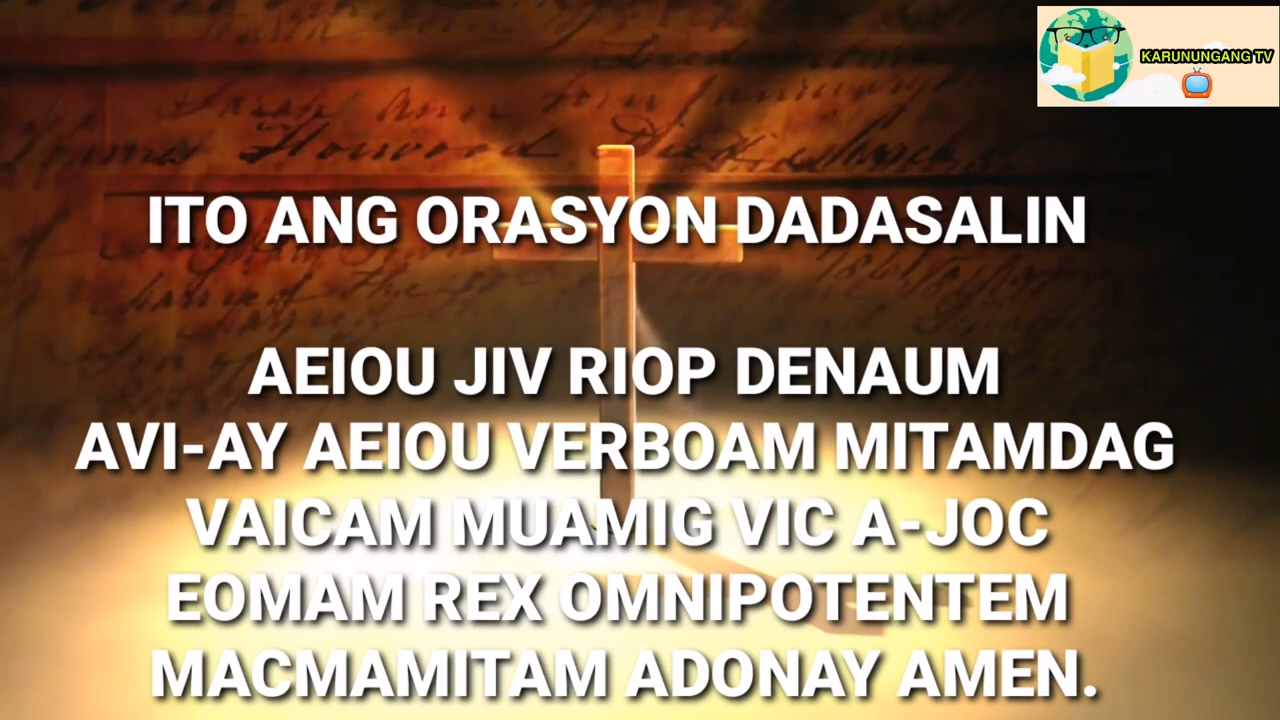 KARUNUNGANG TV
ITO ANG ORASYON DADASALIN
AEIOU JIV RIOP DENAUM
AVI-AY AEIOU VERBOAM MITAMDAG
VAICAM MUAMIG VIC A-JOC
EOMAM REX OMNIPOTENTEM
MACMAMITAM ADONAY AMEN.